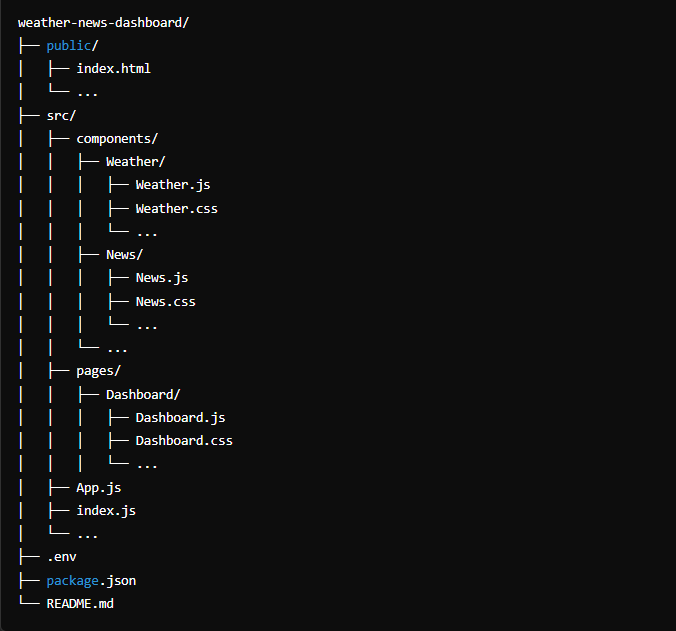 weather-news-dashboard/
├── public/
│   ├── index.html
│   └── ...
├── src/
│   ├── components/
│   │   ├── Weather/
│   │   │   ├── Weather.js
│   │   │   ├── Weather.css
│   │   │   └── ...
│   │   ├── News/
│   │   │   ├── News.js
│   │   │   ├── News.css
│   │   │   └── ...
│   │   └── ...
│   ├── pages/
│   │   ├── Dashboard/
│   │   │   ├── Dashboard.js
│   │   │   ├── Dashboard.css
│   │   │   └── ...
│   ├── App.js
│   ├── index.js
│   └── ...
├── .env
├── package.json
└── README.md